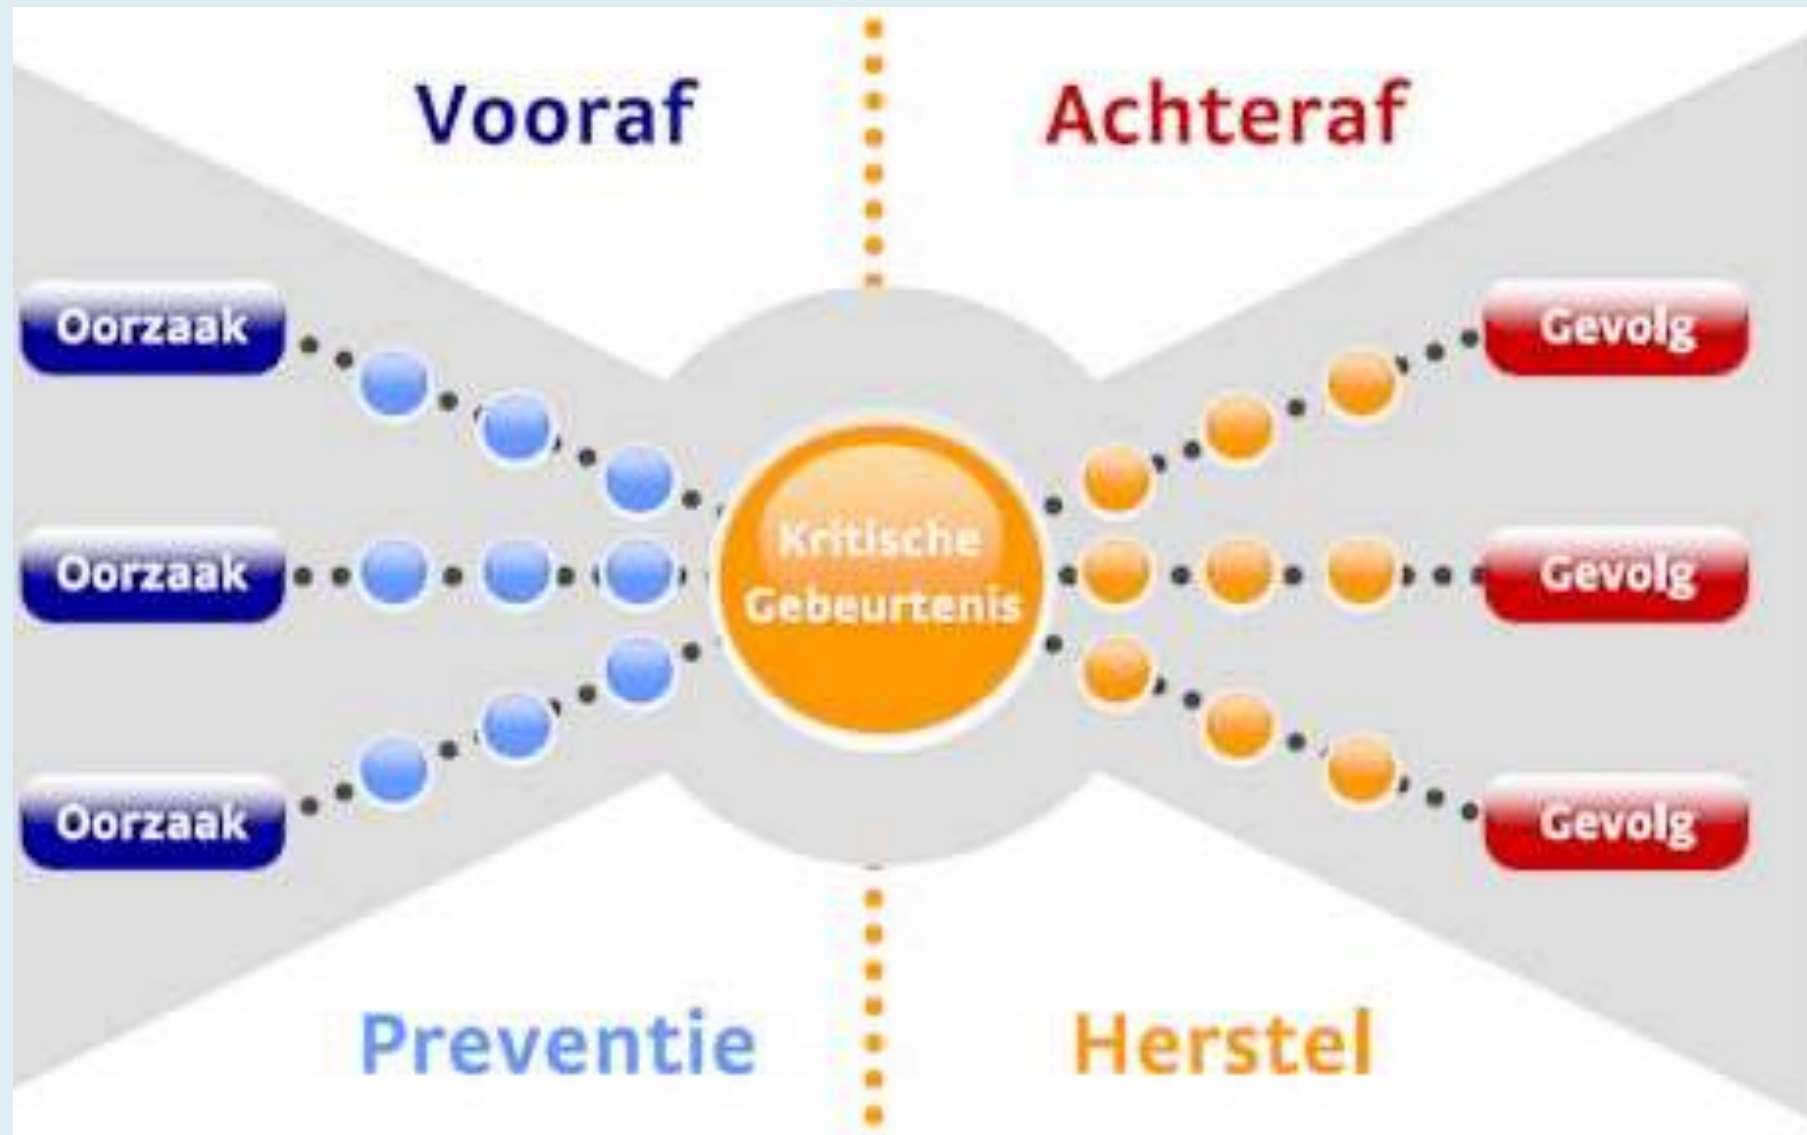 Vooraf
Achteraf
Oorzaak
Gevolg
Kritische
Gebeurtenis
Oorzaak
Gevolg
Oorzaak
Gevolg
Preventie
Herstel